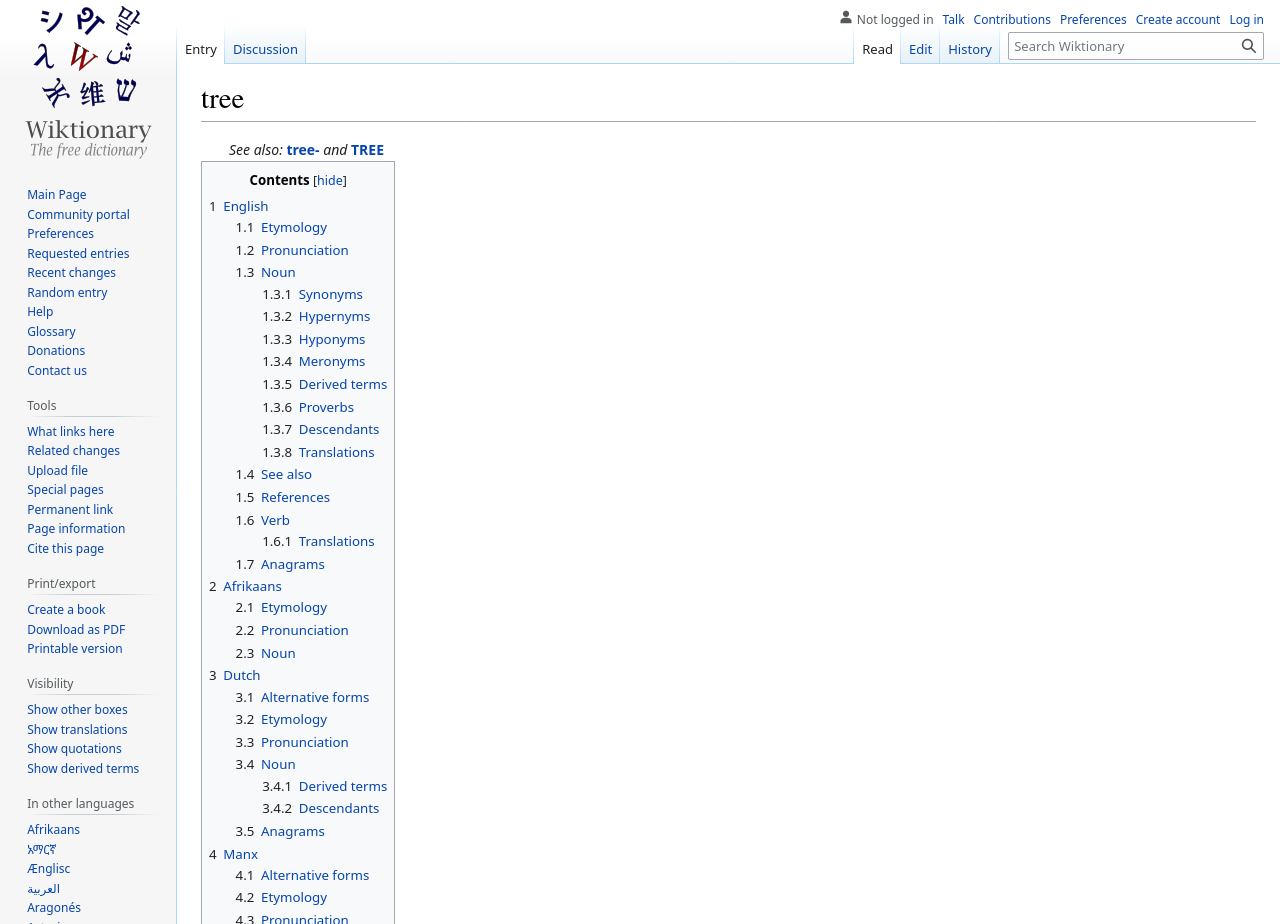 Not logged in Talk Contributions Preferences Create account Log in
Entry Discussion Read Edit History Search Wiktionary
Wiktionary
The free dictionary
Main Page
Community portal
Preferences
Requested entries
Recent changes
Random entry
Help
Glossary
Donations
Contact us
Tools
What links here
Related changes
Upload file
Special pages
Permanent link
Page information
Cite this page
Print/export
Create a book
Download as PDF
Printable version
Visibility
Show other boxes
Show translations
Show quotations
Show derived terms
In other languages
Afrikaans
አማርኛ
Ænglisc
العربية
Aragonés
tree
See also: tree- and TREE
Contents [hide]
1 English
1.1 Etymology
1.2 Pronunciation
1.3 Noun
1.3.1 Synonyms
1.3.2 Hypernyms
1.3.3 Hyponyms
1.3.4 Meronyms
1.3.5 Derived terms
1.3.6 Proverbs
1.3.7 Descendants
1.3.8 Translations
1.4 See also
1.5 References
1.6 Verb
1.6.1 Translations
1.7 Anagrams
2 Afrikaans
2.1 Etymology
2.2 Pronunciation
2.3 Noun
3 Dutch
3.1 Alternative forms
3.2 Etymology
3.3 Pronunciation
3.4 Noun
3.4.1 Derived terms
3.4.2 Descendants
3.5 Anagrams
4 Manx
4.1 Alternative forms
4.2 Etymology
4.3 Pronunciation